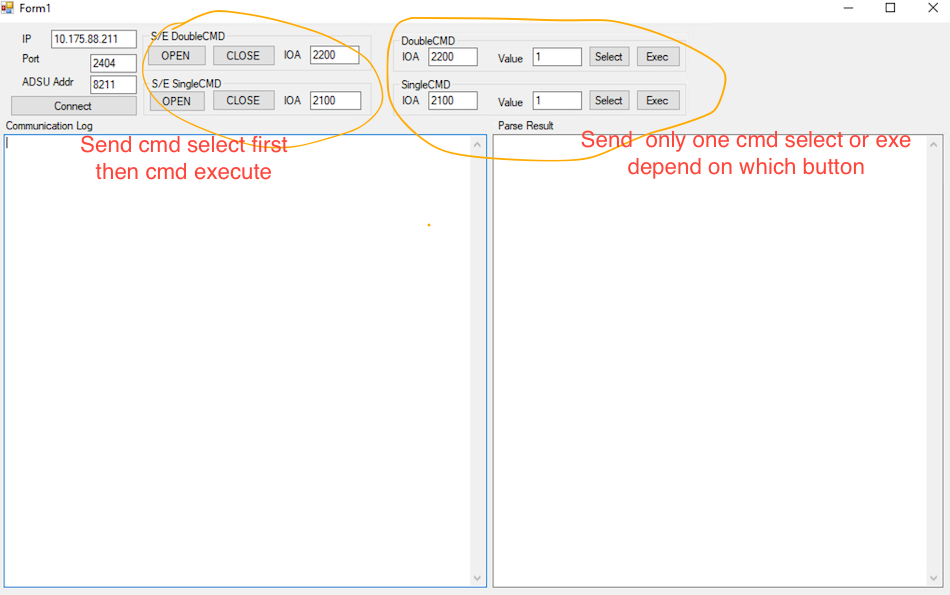 Form1
IP 10.175.88.211
Port 2404
ADSU Addr 8211
Connect
S/E DoubleCMD
OPEN CLOSE IOA 2200
S/E SingleCMD
OPEN CLOSE IOA 2100
DoubleCMD
IOA 2200 Value 1 Select Exec
SingleCMD
IOA 2100 Value 1 Select Exec
Communication Log
Parse Result
Send cmd select first
then cmd execute
Send only one cmd select or exe
depend on which button